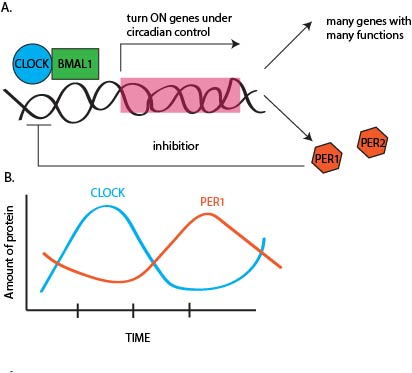 A.
turn ON genes under
circadian control
many genes with
many functions
CLOCK
BMAL1
inhibitior
PER1
PER2
B.
CLOCK
PER1
Amount of protein
TIME